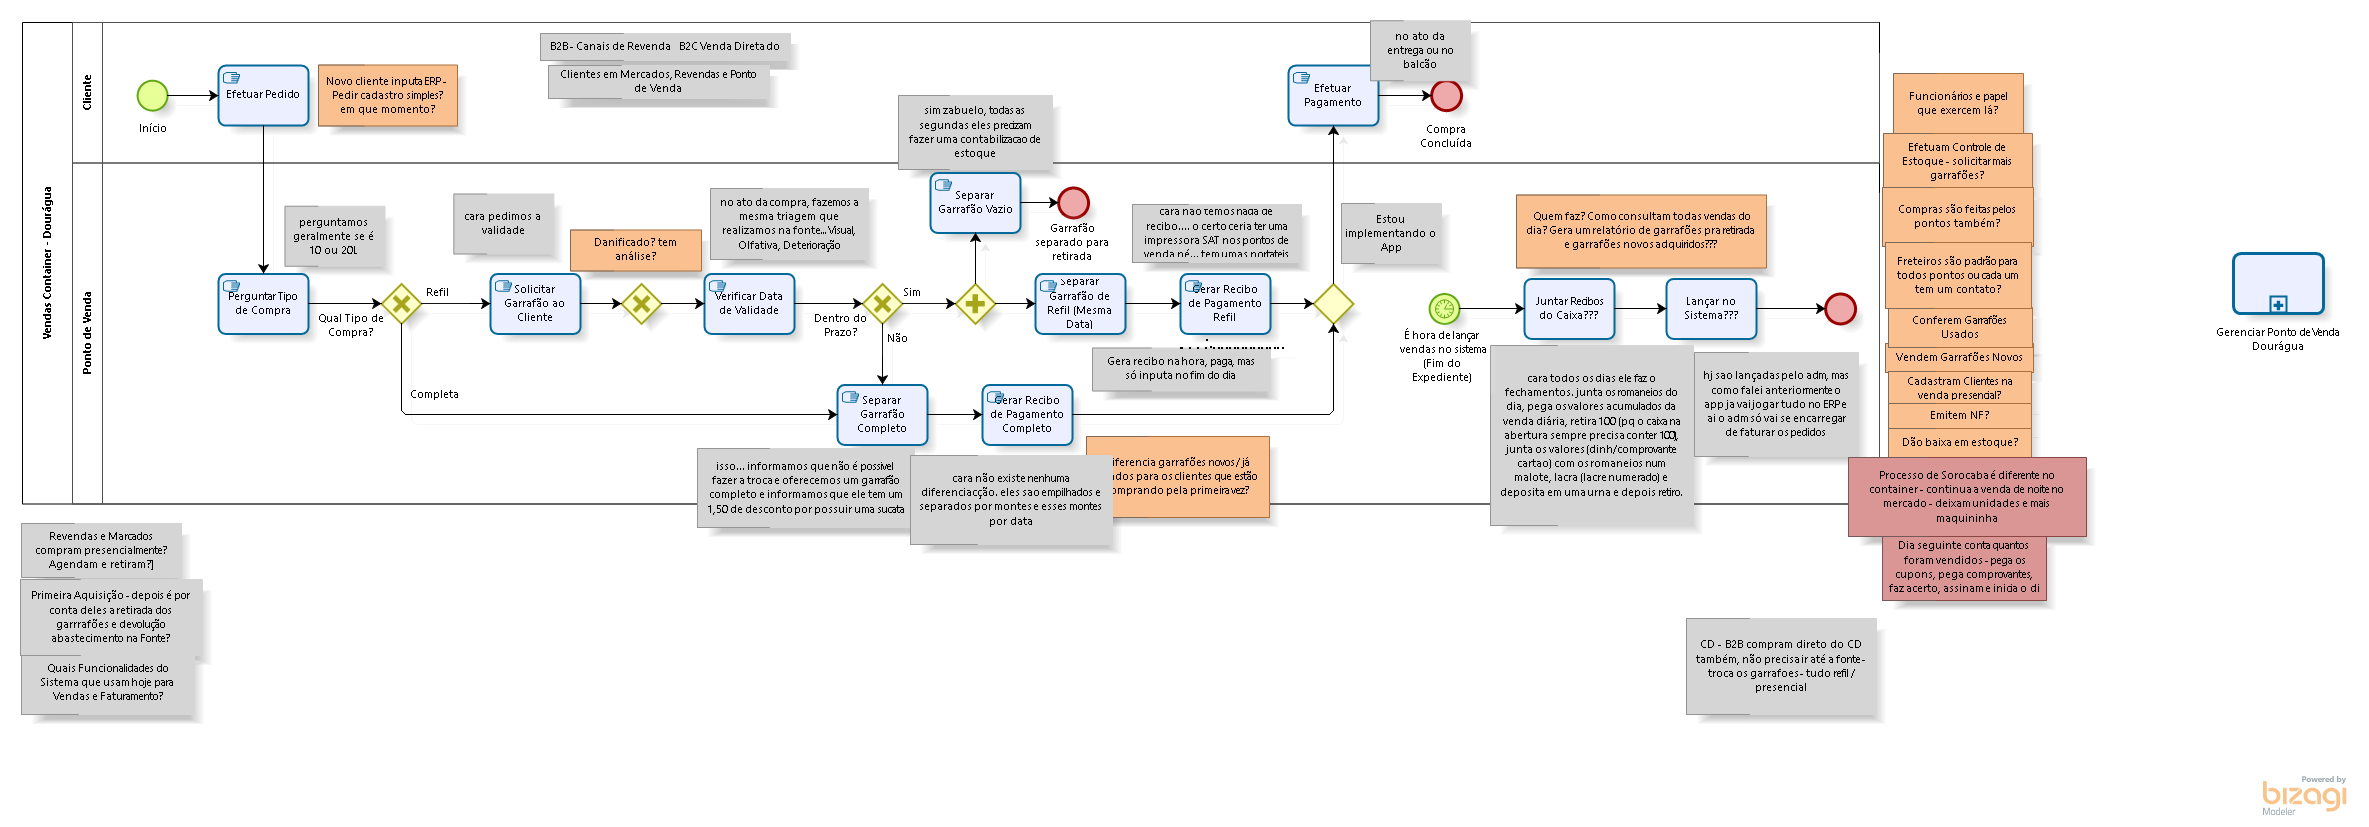 Vendas Container - Dourágua
Cliente
Ponto de Venda
Início
Efetuar Pedido
Novo cliente inputa ERP -
Pedir cadastro simples?
em que momento?
B2B - Canais de Revenda   B2C Venda Direta do
Clientes em Mercados, Revendas e Ponto
de Venda
sim zabuelo, todas as
segundas eles precizam
fazer uma contabilizacao de
estoque
Efetuar
Pagamento
no ato da
entrega ou no
balcão
Compra
Concluída
perguntamos
geralmente se é
10 ou 20L
Perguntar Tipo
de Compra
Qual Tipo de
Compra?
Refil
Completa
cara pedimos a
validade
Solicitar
Garrafão ao
Cliente
Danificado? tem
análise?
no ato da compra, fazemos a
mesma triagem que
realizamos na fonte... Visual,
Olfativa, Deterioração
Verificar Data
de Validade
Dentro do
Prazo?
Sim
Não
Separar
Garrafão Vazio
Garrafão
separado para
retirada
Separar
Garrafão de
Refil (Mesma
Data)
cara nao temos nada de
recibo.... o certo ceria ter uma
impressora SAT nos pontos de
venda né... tem umas portateis
Gerar Recibo
de Pagamento
Refil
Gera recibo na hora, paga, mas
só inputa no fim do dia
Estou
implementando o
App
Separar
Garrafão
Completo
Gerar Recibo
de Pagamento
Completo
isso... informamos que não é possivel
fazer a troca e oferecemos um garrafão
completo e informamos que ele tem um
1,50 de desconto por possuir uma sucata
cara não existe nenhuma
diferenciacção. eles sao empilhados e
separados por montes e esses montes
por data
iferencia garrafões novos/ já
ados para os clientes que estão
omprando pela primeira vez?
É hora de lançar
vendas no sistema
(Fim do
Expediente)
Quem faz? Como consultam todas vendas do
dia? Gera um relatório de garrafões pra retirada
e garrafões novos adquiridos???
Juntar Recibos
do Caixa???
Lançar no
Sistema???
cara todos os dias ele faz o
fechamentos. junta os romaneios do
dia, pega os valores acumulados da
venda diária, retira 100 (pq o caixa na
abertura sempre precisa conter 100),
junta os valores (dinh/comprovante
cartao) com os romaneios num
malote, lacra (lacre numerado) e
deposita em uma urna e depois retiro.
hj sao lançadas pelo adm, mas
como falei anteriormente o
app ja vai jogar tudo no ERP e
ai o adm só vai se encarregar
de faturar os pedidos
Funcionários e papel
que exercem lá?
Efetuam Controle de
Estoque - solicitar mais
garrafões?
Compras são feitas pelos
pontos também?
Freteiros são padrão para
todos pontos ou cada um
tem um contato?
Conferem Garrafões
Usados
Vendem Garrafões Novos
Cadastram Clientes na
venda presencial?
Emitem NF?
Dão baixa em estoque?
Processo de Sorocaba é diferente no
container - continua a venda de noite no
mercado - deixam unidades e mais
maquininha
Dia seguinte conta quantos
foram vendidos - pega os
cupons, pega comprovantes,
faz acerto, assinam e inicia o di
Gerenciar Ponto de Venda
Dourágua
Revendas e Marcados
compram presencialmente?
Agendam e retiram?]
Primeira Aquisição - depois é por
conta deles a retirada dos
garrrafões e devolução
abastecimento na Fonte?
Quais Funcionalidades do
Sistema que usam hoje para
Vendas e Faturamento?
CD - B2B compram direto do CD
também, não precisa ir até a fonte-
troca os garrafoes - tudo refil /
presencial
Powered by
bizagi
Modeler